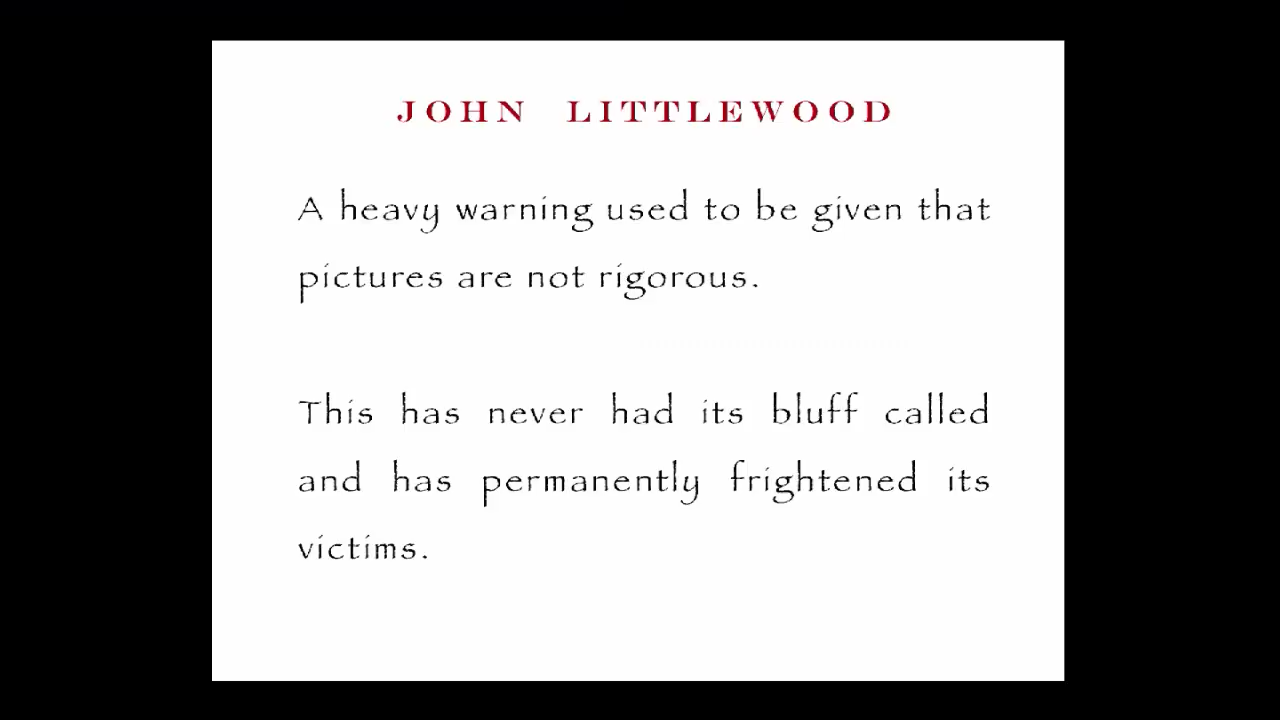 JOHN LITTLEWOOD
A heavy warning used to be given that
pictures are not rigorous.
This has never had its bluff called
and has permanently frightened its
victims.